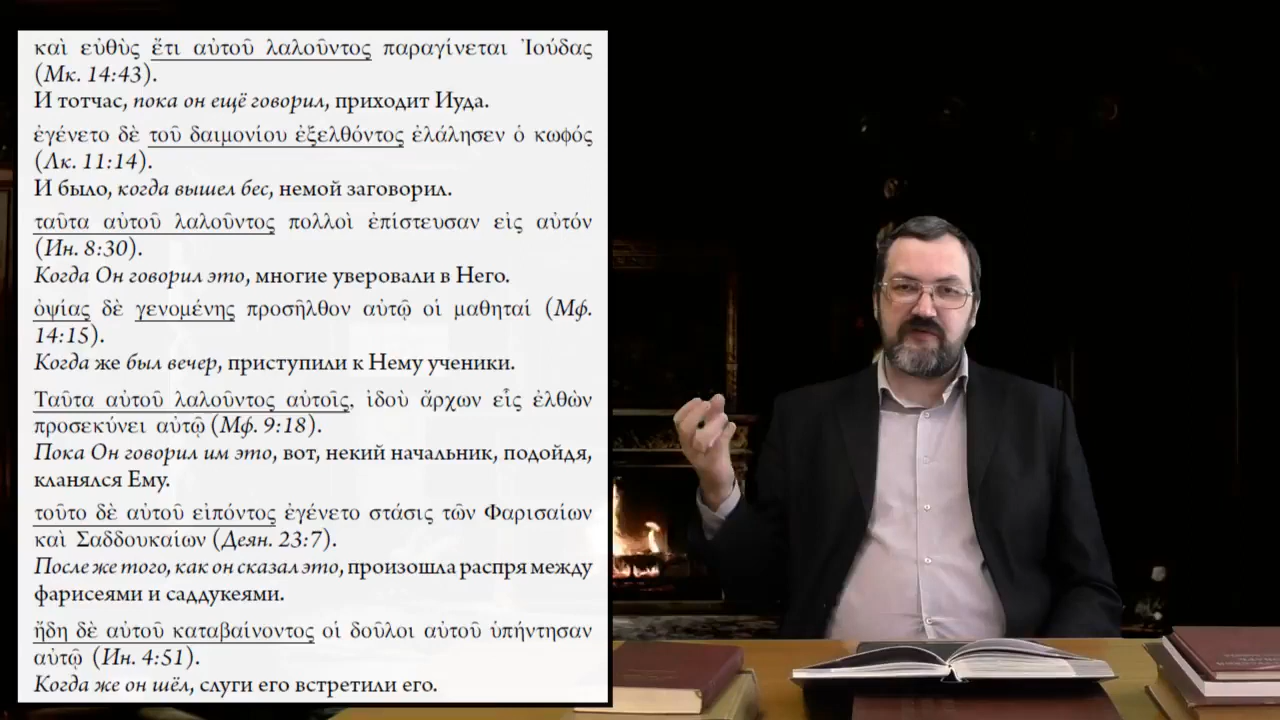 καὶ εὐθὺς ἔτι αὐτοῦ λαλοῦντος παραγίνεται Ἰούδας
(Мк. 14:43).
И тотчас, пока он ещё говорил, приходит Иуда.
ἐγένετο δὲ τοῦ δαιμονίου ἐξελθόντος ἐλάλησεν ὁ κωφός
(Лк. 11:14).
И было, когда вышел бес, немой заговорил.
ταῦτα αὐτοῦ λαλοῦντος πολλοὶ ἐπίστευσαν εἰς αὐτόν
(Ин. 8:30).
Когда Он говорил это, многие уверовали в Него.
ὀψίας δὲ γενομένης προσῆλθον αὐτῷ οἱ μαθηταί (Мф.
14:15).
Когда же был вечер, приступили к Нему ученики.
Ταῦτα αὐτοῦ λαλοῦντος αὐτοῖς, ἰδοὺ ἄρχων εἷς ἐλθὼν
προσεκύνει αὐτῷ (Мф. 9:18).
Пока Он говорил им это, вот, некий начальник, подойдя,
кланялся Ему.
τοῦτο δὲ αὐτοῦ εἰπόντος ἐγένετο στάσις τῶν Φαρισαίων
καὶ Σαδδουκαίων (Деян. 23:7).
После же того, как он сказал это, произошла распря между
фарисеями и саддукеями.
ἤδη δὲ αὐτοῦ καταβαίνοντος οἱ δοῦλοι αὐτοῦ ὑπήντησαν
αὐτῷ (Ин. 4:51).
Когда же он шёл, слуги его встретили его.